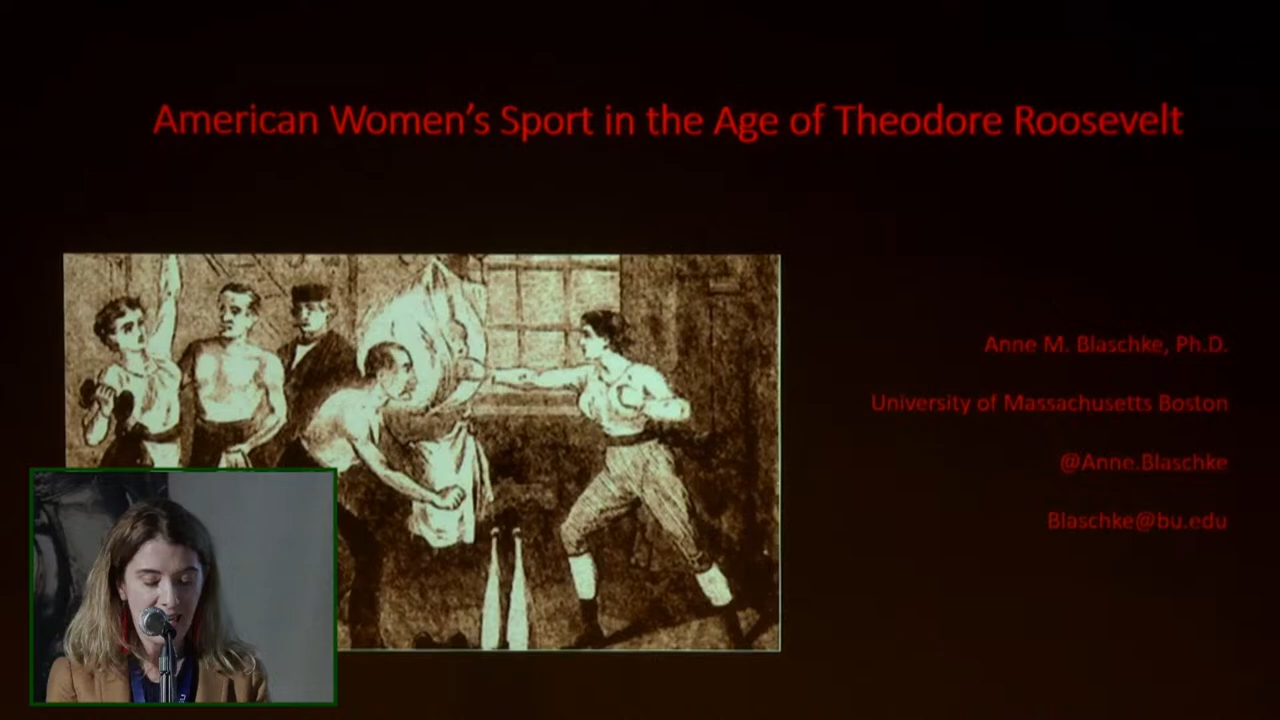 American Women's Sport in the Age of Theodore Roosevelt
Anne M. Blaschke, Ph.D.
University of Massachusetts Boston
@Anne.Blaschke
Blaschke@bu.edu